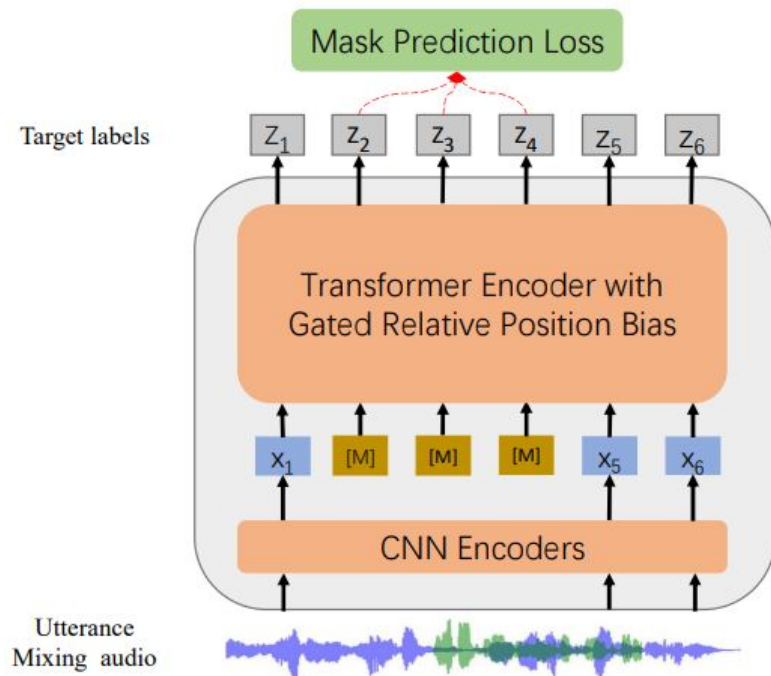 Mask Prediction Loss
Target labels
Z1 Z2 Z3 Z4 Z5 Z6
Transformer Encoder with
Gated Relative Position Bias
X1 [M] [M] [M] X5 X6
CNN Encoders
Utterance
Mixing audio